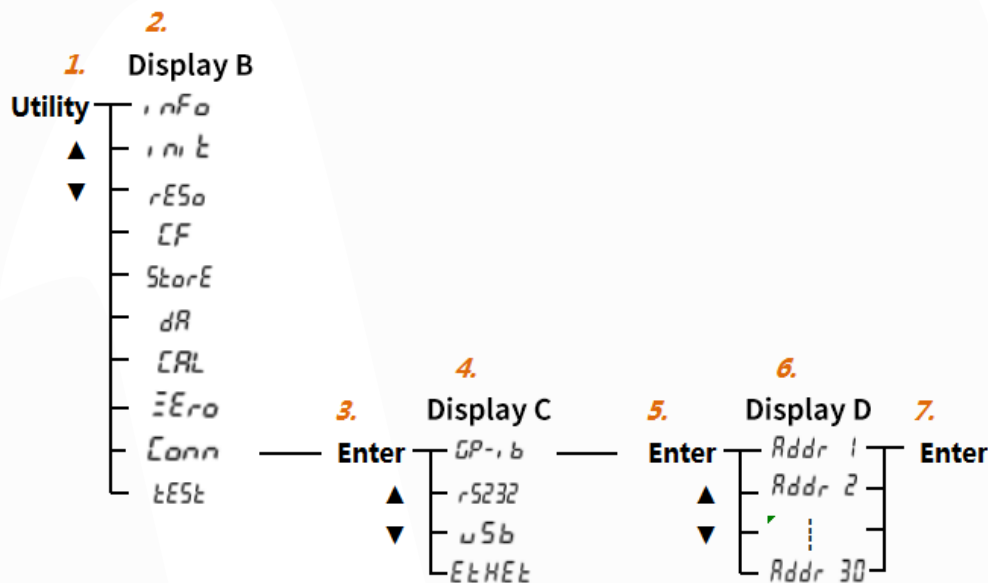 2.
1. Display B
Utility inFo
▲ init
▼ rESo
CF
StorE
dA
CAL
4. 6.
ZEro 3. Display C 5. Display D 7.
Conn Enter GP-ib Enter Addr 1 Enter
tESt ▲ rS232 ▲ Addr 2
▼ uSb ▼
EtHEt Addr 30